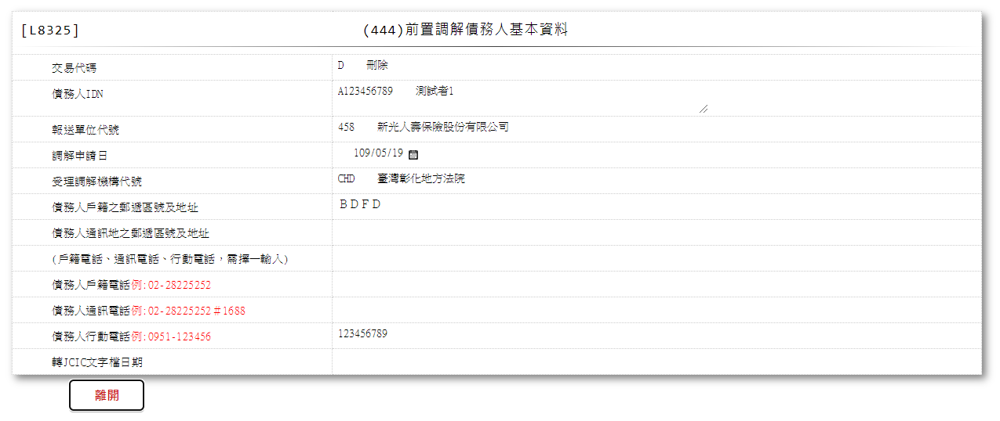 [L8325] (444)前置調解債務人基本資料
交易代碼 D 刪除
債務人IDN A123456789 測試者1
報送單位代號 458 新光人壽保險股份有限公司
調解申請日 109/05/19
受理調解機構代號 CHD 臺灣彰化地方法院
債務人戶籍之郵遞區號及地址 ＢＤＦＤ
債務人通訊地之郵遞區號及地址
(戶籍電話、通訊電話、行動電話，需擇一輸入)
債務人戶籍電話例:02-28225252
債務人通訊電話例:02-28225252＃1688
債務人行動電話例:0951-123456 123456789
轉JCIC文字檔日期
離開